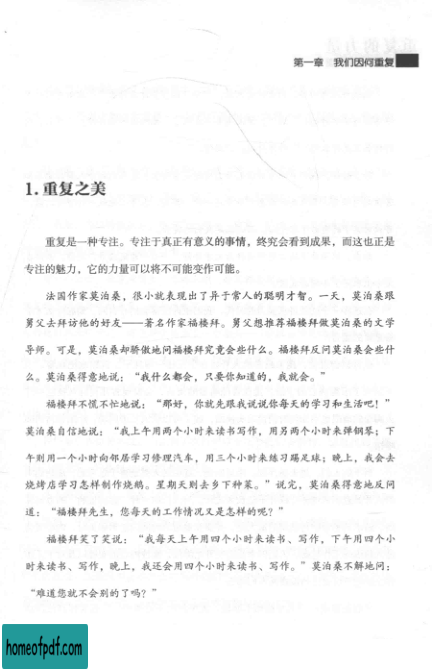 第一章 我们因何重复
1. 重复之美
重复是一种专注。专注于真正有意义的事情，终究会看到成果，而这也正是
专注的魅力，它的力量可以将不可能变作可能。
法国作家莫泊桑，很小就表现出了异于常人的聪明才智。一天，莫泊桑跟
舅父去拜访他的好友——著名作家福楼拜。舅父想推荐福楼拜做莫泊桑的文学
导师。可是，莫泊桑却骄傲地问福楼拜究竟会些什么。福楼拜反问莫泊桑会些什
么。莫泊桑得意地说：“我什么都会，只要你知道的，我就会。”
福楼拜不慌不忙地说：“那好，你就先跟我说说你每天的学习和生活吧！”
莫泊桑自信地说：“我上午用两个小时来读书写作，用另两个小时来弹钢琴；下
午则用一个小时向邻居学习修理汽车，用三个小时来练习踢足球；晚上，我会去
烧烤店学习怎样制作烧鹅。星期天则去乡下种菜。”说完，莫泊桑得意地反问
道：“福楼拜先生，您每天的工作情况又是怎样的呢？”
福楼拜笑了笑说：“我每天上午用四个小时来读书、写作，下午用四个小
时来读书、写作，晚上，我还会用四个小时来读书、写作。”莫泊桑不解地问：
“难道您就不会别的了吗？”
homeofpdf.com